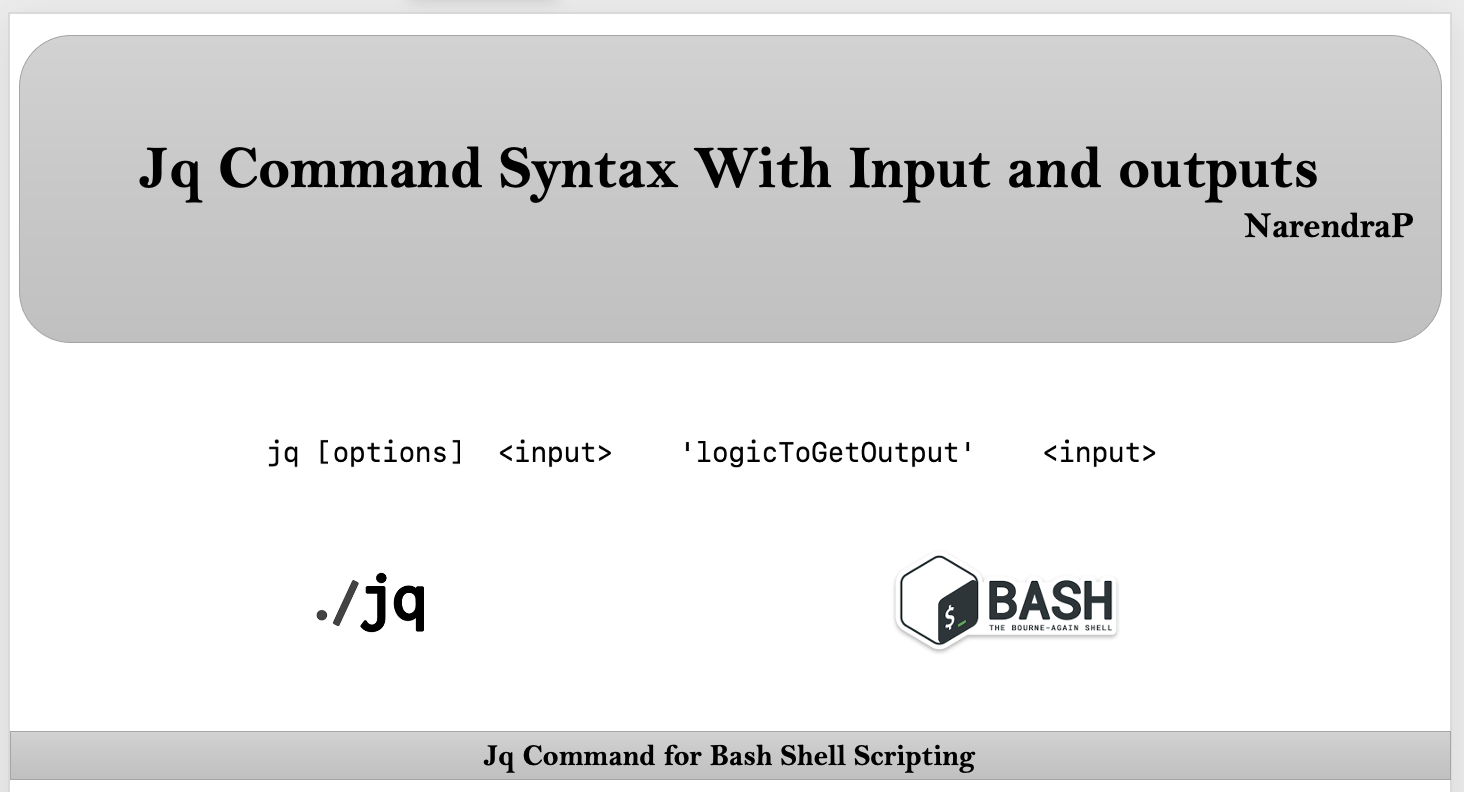 Jq Command Syntax With Input and outputs
NarendraP
jq [options] <input> 'logicToGetOutput' <input>
./jq
$
BASH
THE BOURNE-AGAIN SHELL
Jq Command for Bash Shell Scripting